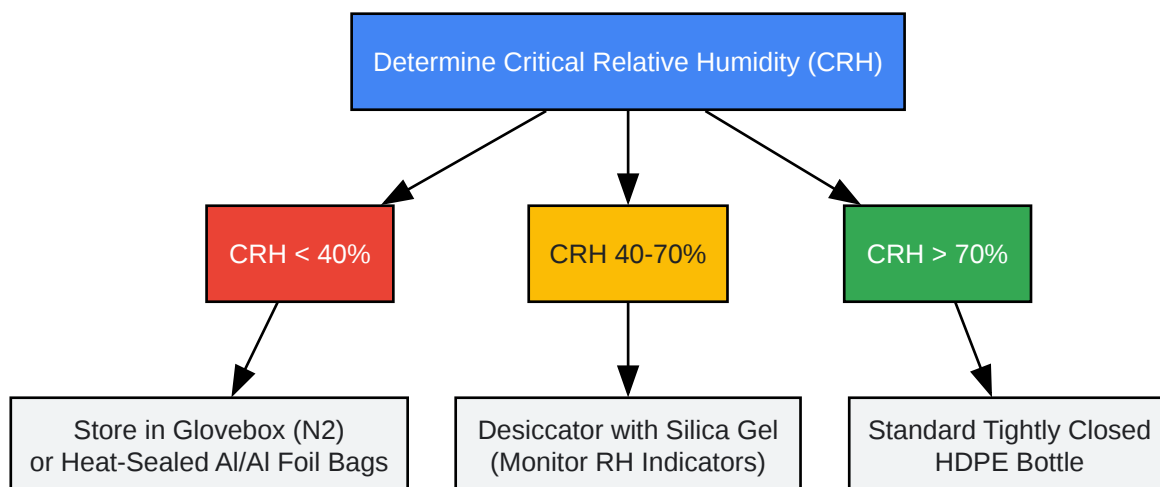 Determine Critical Relative Humidity (CRH)
CRH < 40%
CRH 40-70%
CRH > 70%
Store in Glovebox (N2)
or Heat-Sealed Al/Al Foil Bags
Desiccator with Silica Gel
(Monitor RH Indicators)
Standard Tightly Closed
HDPE Bottle